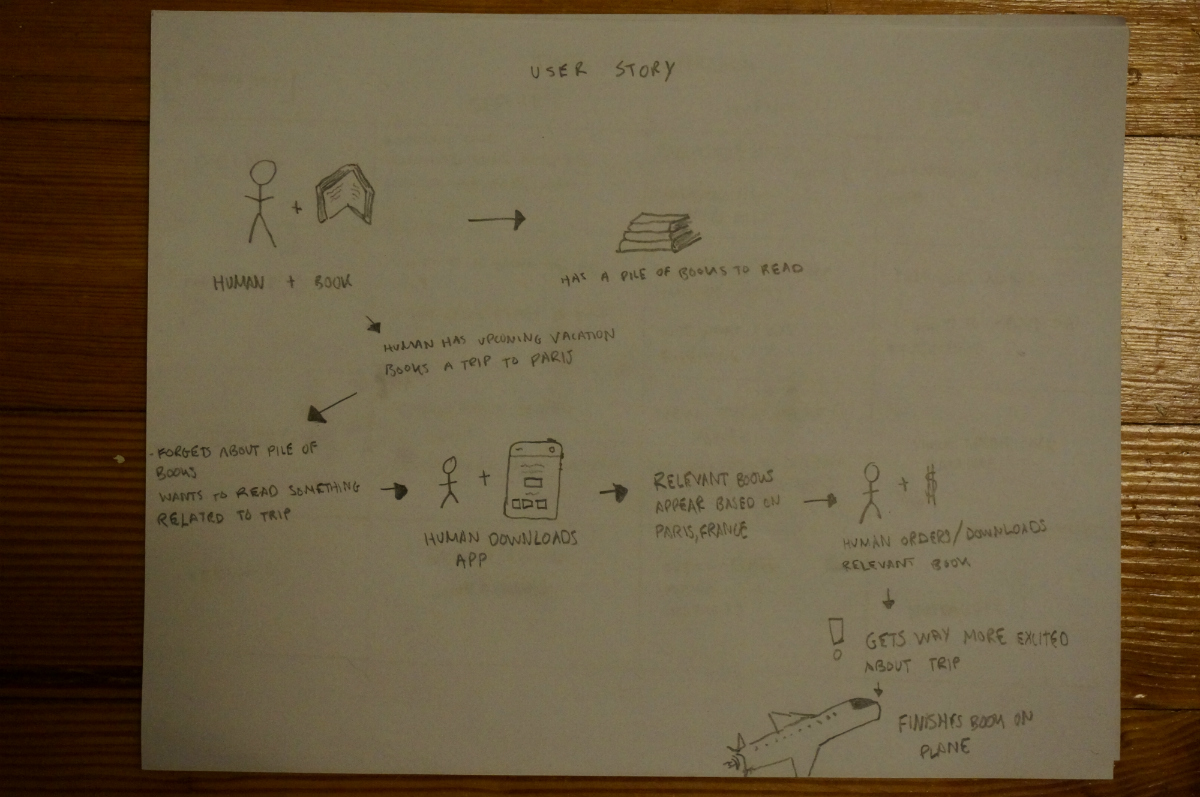 USER STORY
HUMAN + BOOK
HAS A PILE OF BOOKS TO READ
HUMAN HAS UPCOMING VACATION
BOOKS A TRIP TO PARIS
- FORGETS ABOUT PILE OF
BOOKS
WANTS TO READ SOMETHING
RELATED TO TRIP
+
HUMAN DOWNLOADS
APP
RELEVANT BOOKS
APPEAR BASED ON
PARIS, FRANCE
+ $
HUMAN ORDERS/DOWNLOADS
RELEVANT BOOK
! GETS WAY MORE EXCITED
ABOUT TRIP
FINISHES BOOK ON
PLANE